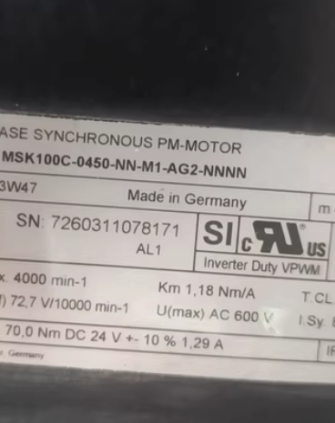 ASE SYNCHRONOUS PM-MOTOR
MSK100C-0450-NN-M1-AG2-NNNN
3W47
Made in Germany
m
SN: 7260311078171
AL1
SI
c RU US
Inverter Duty VPWM
x. 4000 min-1
Km 1,18 Nm/A
T.CL
) 72,7 V/10000 min-1
U(max) AC 600 V
I.Sy.
70,0 Nm DC 24 V +- 10 % 1,29 A
IP
Germany